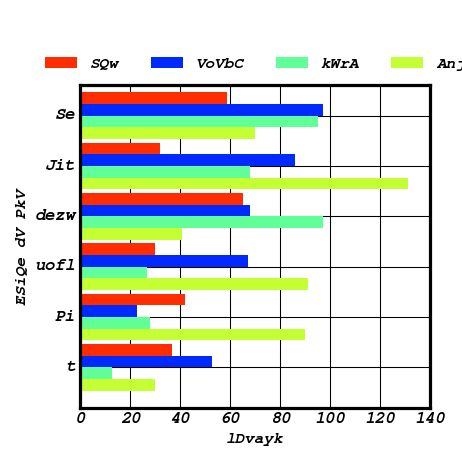 SQw VoVbC kWrA Anj
Se
Jit
dezw
uofl
Pi
t
ESiQe dV PkV
0 20 40 60 80 100 120 140
lDvayk